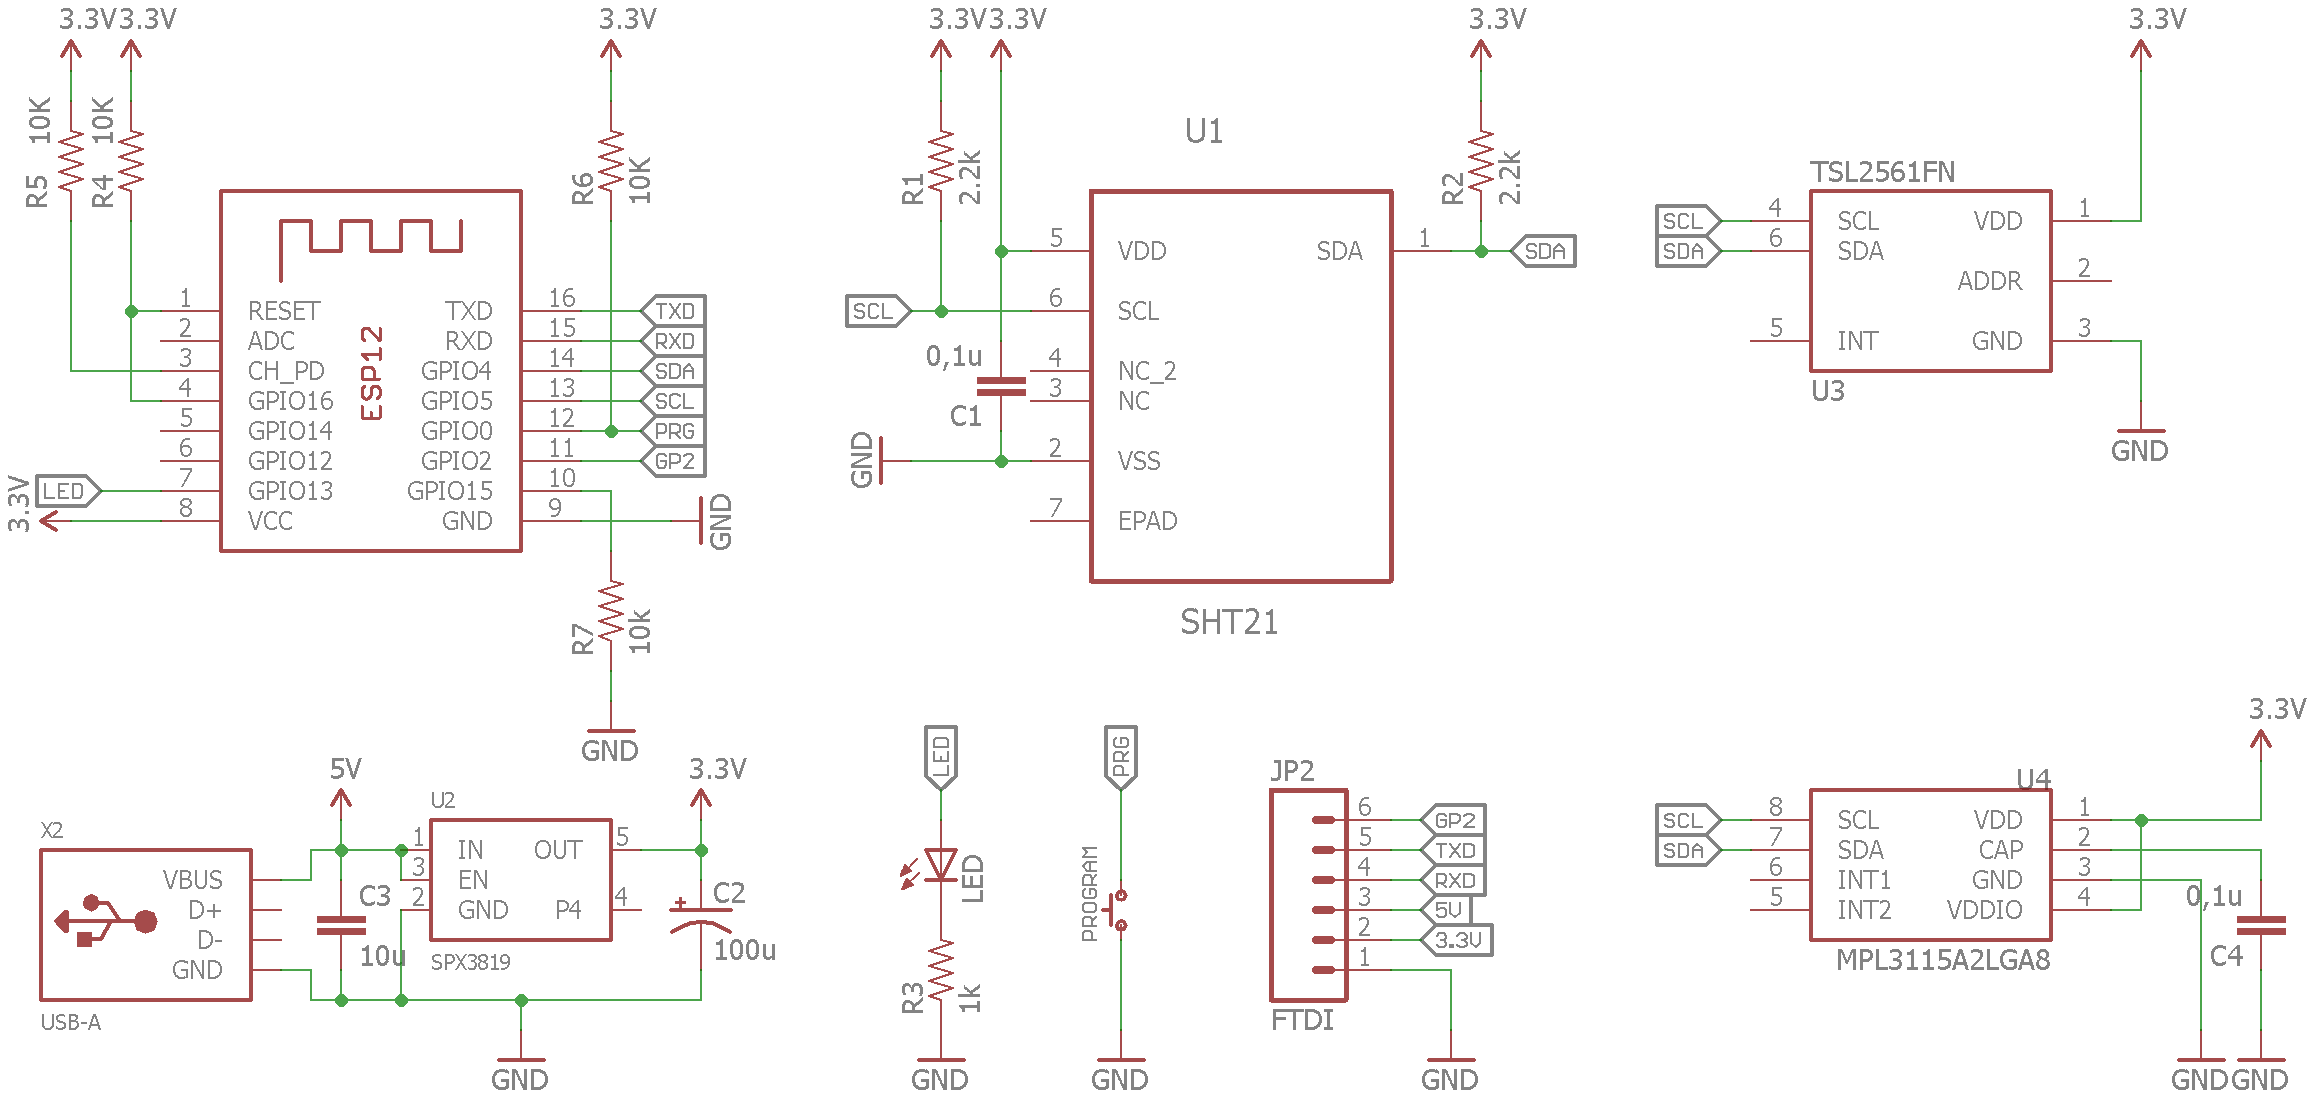 3.3V 3.3V
3.3V
10K
10K
R5
R4
R6
10K
1 RESET
2 ADC
3 CH_PD
4 GPIO16
5 GPIO14
6 GPIO12
7 GPIO13
8 VCC
ESP12
TXD 16 TXD
RXD 15 RXD
GPIO4 14 SDA
GPIO5 13 SCL
GPIO0 12 PRG
GPIO2 11 GP2
GPIO15 10
GND 9 GND
LED
3.3V
R7
10k
GND
3.3V 3.3V
3.3V
R1
2.2k
U1
R2
2.2k
5 VDD
SDA 1 SDA
SCL 6 SCL
0,1u
C1
4 NC_2
3 NC
GND 2 VSS
7 EPAD
SHT21
3.3V
TSL2561FN
SCL 4 SCL
SDA 6 SDA
5 INT
VDD 1
ADDR 2
GND 3
U3
GND
X2
VBUS
D+
D-
GND
USB-A
5V
C3
10u
U2
1 IN
3 EN
2 GND
OUT 5
P4 4
SPX3819
3.3V
C2
+
100u
GND
LED
LED
R3
1k
GND
PRG
PROGRAM
GND
JP2
6 GP2
5 TXD
4 RXD
3 5V
2 3.3V
1
FTDI
GND
3.3V
U4
SCL 8 SCL
SDA 7 SDA
6 INT1
5 INT2
VDD 1
CAP 2
GND 3
VDDIO 4
MPL3115A2LGA8
0,1u
C4
GND GND